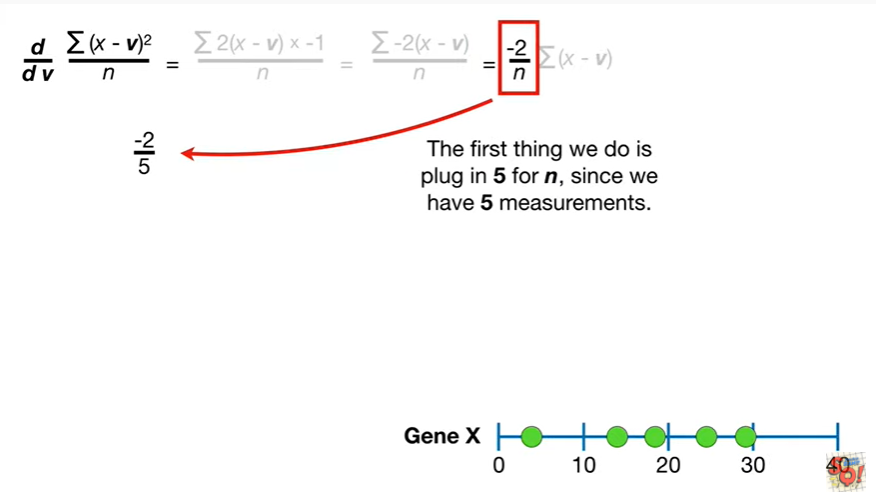 d/dv Σ(x - v)²/n = Σ 2(x - v) x -1/n = Σ -2(x - v)/n = -2/n Σ(x - v)
-2/5
The first thing we do is
plug in 5 for n, since we
have 5 measurements.
Gene X
0 10 20 30 40